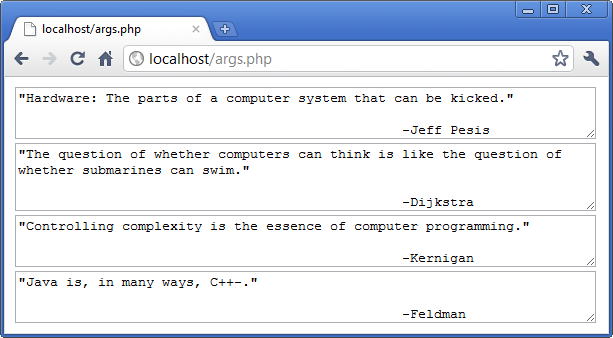 localhost/args.php
localhost/args.php
"Hardware: The parts of a computer system that can be kicked."
-Jeff Pesis
"The question of whether computers can think is like the question of
whether submarines can swim."
-Dijkstra
"Controlling complexity is the essence of computer programming."
-Kernigan
"Java is, in many ways, C++-."
-Feldman